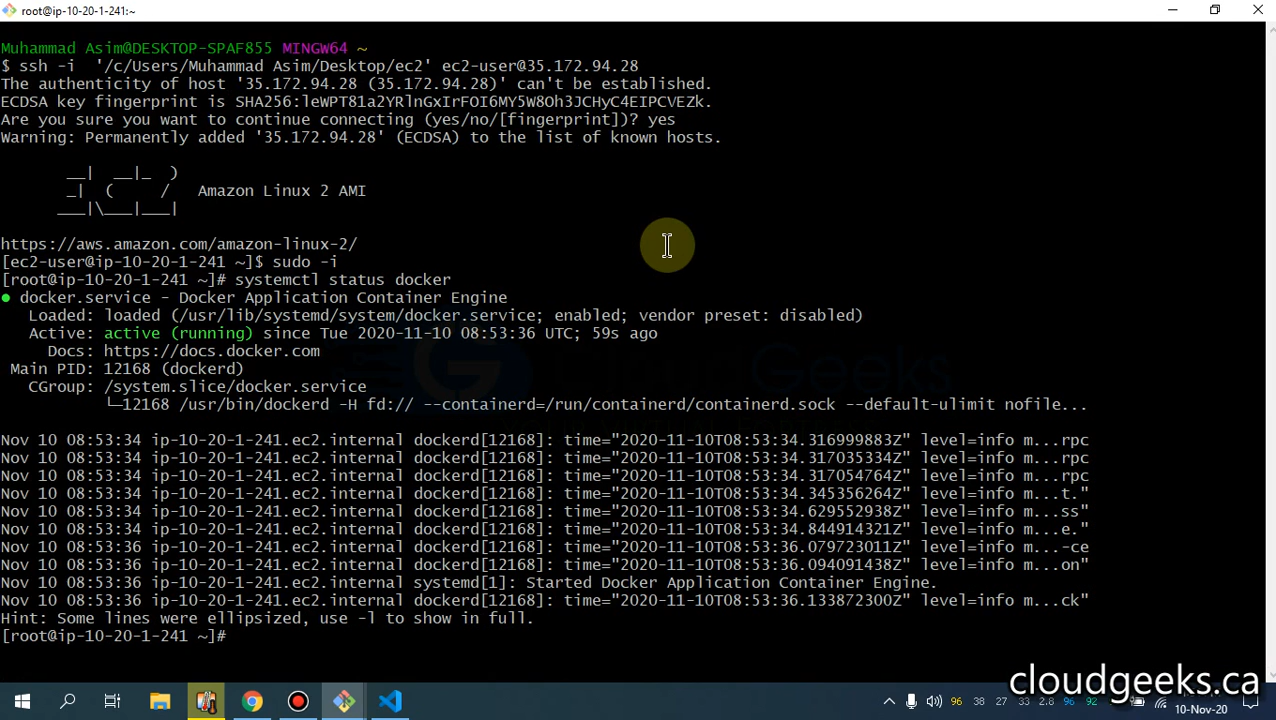 root@ip-10-20-1-241:~
Muhammad Asim@DESKTOP-SPAF855 MINGW64 ~
$ ssh -i  '/c/Users/Muhammad Asim/Desktop/ec2' ec2-user@35.172.94.28
The authenticity of host '35.172.94.28 (35.172.94.28)' can't be established.
ECDSA key fingerprint is SHA256:leWPT81a2YRlnGxIrFOI6MY5W8Oh3JCHyC4EIPCVEZk.
Are you sure you want to continue connecting (yes/no/[fingerprint])? yes
Warning: Permanently added '35.172.94.28' (ECDSA) to the list of known hosts.
       __|  __|_  )
       _|  (     /   Amazon Linux 2 AMI
      ___|\___|___|
https://aws.amazon.com/amazon-linux-2/
[ec2-user@ip-10-20-1-241 ~]$ sudo -i
[root@ip-10-20-1-241 ~]# systemctl status docker
● docker.service - Docker Application Container Engine
   Loaded: loaded (/usr/lib/systemd/system/docker.service; enabled; vendor preset: disabled)
   Active: active (running) since Tue 2020-11-10 08:53:36 UTC; 59s ago
     Docs: https://docs.docker.com
 Main PID: 12168 (dockerd)
   CGroup: /system.slice/docker.service
           └─12168 /usr/bin/dockerd -H fd:// --containerd=/run/containerd/containerd.sock --default-ulimit nofile...
Nov 10 08:53:34 ip-10-20-1-241.ec2.internal dockerd[12168]: time="2020-11-10T08:53:34.316999883Z" level=info m...rpc
Nov 10 08:53:34 ip-10-20-1-241.ec2.internal dockerd[12168]: time="2020-11-10T08:53:34.317035334Z" level=info m...rpc
Nov 10 08:53:34 ip-10-20-1-241.ec2.internal dockerd[12168]: time="2020-11-10T08:53:34.317054764Z" level=info m...rpc
Nov 10 08:53:34 ip-10-20-1-241.ec2.internal dockerd[12168]: time="2020-11-10T08:53:34.345356264Z" level=info m...t."
Nov 10 08:53:34 ip-10-20-1-241.ec2.internal dockerd[12168]: time="2020-11-10T08:53:34.629552938Z" level=info m...ss"
Nov 10 08:53:34 ip-10-20-1-241.ec2.internal dockerd[12168]: time="2020-11-10T08:53:34.844914321Z" level=info m...e."
Nov 10 08:53:36 ip-10-20-1-241.ec2.internal dockerd[12168]: time="2020-11-10T08:53:36.079723011Z" level=info m...-ce
Nov 10 08:53:36 ip-10-20-1-241.ec2.internal dockerd[12168]: time="2020-11-10T08:53:36.094091438Z" level=info m...on"
Nov 10 08:53:36 ip-10-20-1-241.ec2.internal systemd[1]: Started Docker Application Container Engine.
Nov 10 08:53:36 ip-10-20-1-241.ec2.internal dockerd[12168]: time="2020-11-10T08:53:36.133872300Z" level=info m...ck"
Hint: Some lines were ellipsized, use -l to show in full.
[root@ip-10-20-1-241 ~]#
CloudGeeks
cloudgeeks.ca
96 38 27 33 2.8 96 92
10-Nov-20